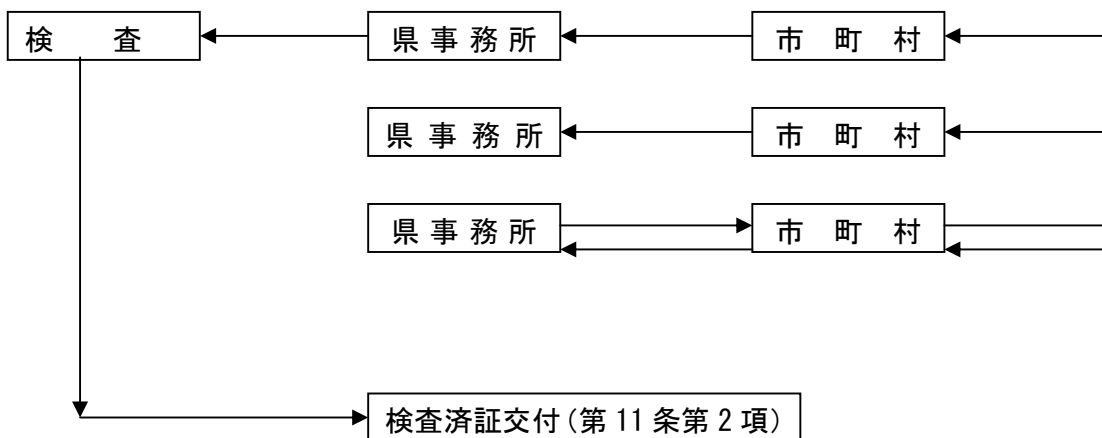 検　　査　県事務所　市　町　村
県事務所　市　町　村
県事務所　市　町　村
検査済証交付（第11条第2項）